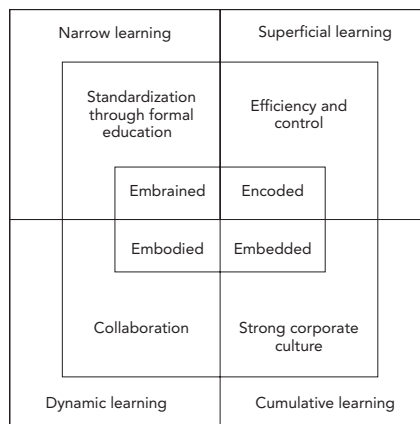 Narrow learning
Superficial learning
Standardization
through formal
education
Efficiency and
control
Embrained
Encoded
Embodied
Embedded
Collaboration
Strong corporate
culture
Dynamic learning
Cumulative learning